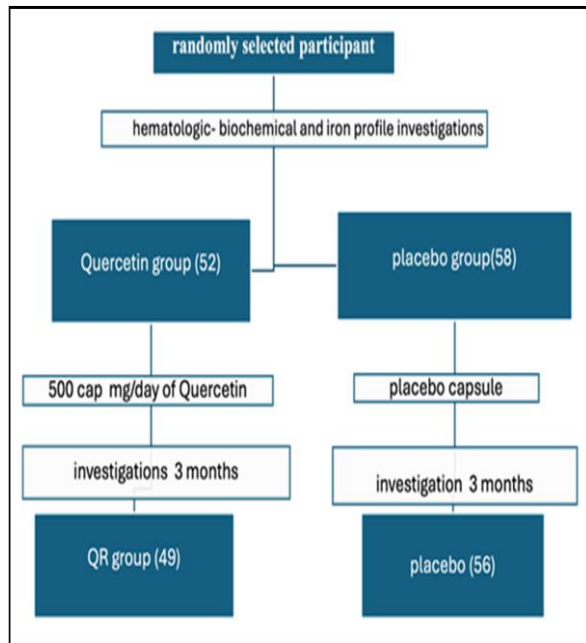 randomly selected participant
hematologic- biochemical and iron profile investigations
Quercetin group (52)
placebo group(58)
500 cap mg/day of Quercetin
placebo capsule
investigations 3 months
investigation 3 months
QR group (49)
placebo (56)